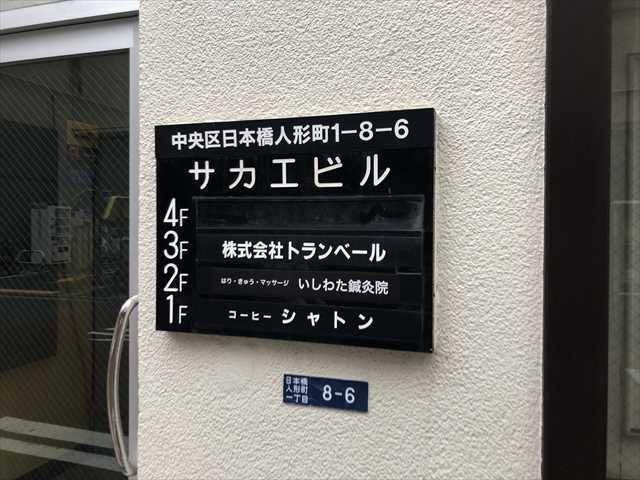 中央区日本橋人形町1-8-6
サカエビル
4F
3F 株式会社トランベール
2F はり・きゅう・マッサージ いしわた鍼灸院
1F コーヒー シャトン
日本橋
人形町
一丁目
8-6